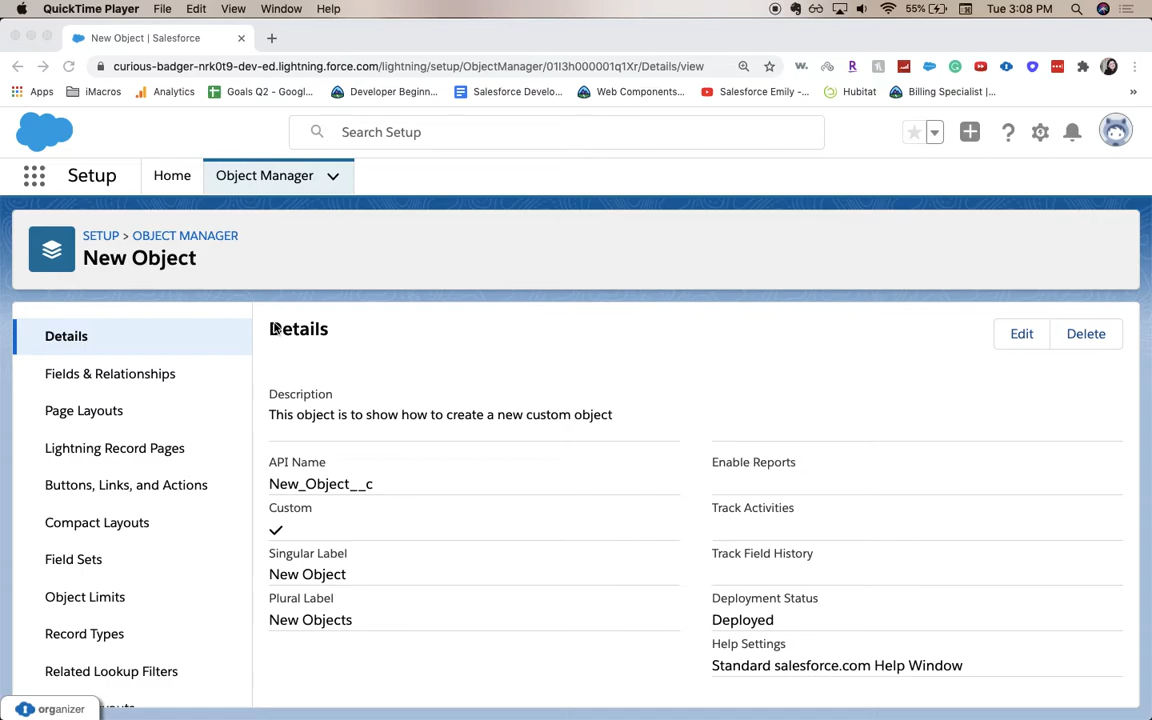 QuickTime Player File Edit View Window Help 55% Tue 3:08 PM
New Object | Salesforce
curious-badger-nrk0t9-dev-ed.lightning.force.com/lightning/setup/ObjectManager/01I3h000001q1Xr/Details/view
Apps iMacros Analytics Goals Q2 - Googl... Developer Beginn... Salesforce Develo... Web Components... Salesforce Emily -... Hubitat Billing Specialist |... »
Search Setup
Setup Home Object Manager
SETUP > OBJECT MANAGER
New Object
Details
Fields & Relationships
Page Layouts
Lightning Record Pages
Buttons, Links, and Actions
Compact Layouts
Field Sets
Object Limits
Record Types
Related Lookup Filters
organizer
Details
Edit Delete
Description
This object is to show how to create a new custom object
API Name
New_Object__c
Custom
Singular Label
New Object
Plural Label
New Objects
Enable Reports
Track Activities
Track Field History
Deployment Status
Deployed
Help Settings
Standard salesforce.com Help Window